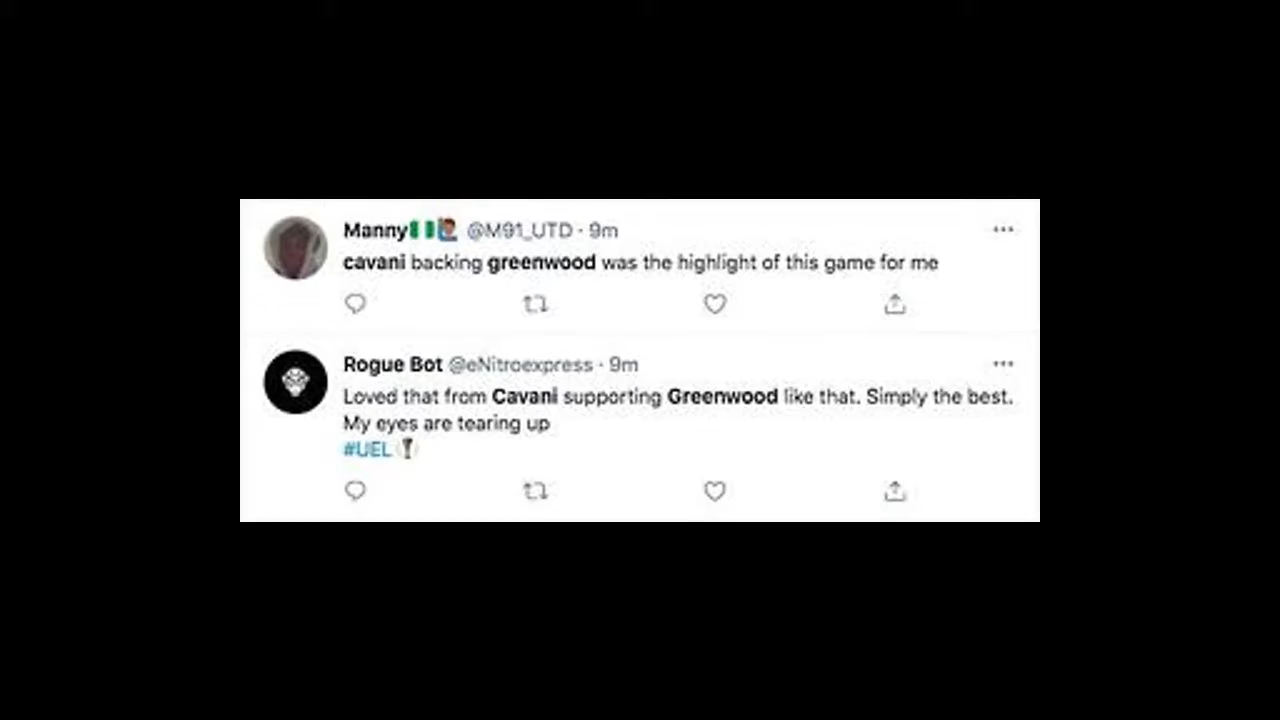 Manny🇳🇬🙋🏽‍♂️ @M91_UTD · 9m
cavani backing greenwood was the highlight of this game for me
Rogue Bot @eNitroexpress · 9m
Loved that from Cavani supporting Greenwood like that. Simply the best.
My eyes are tearing up
#UEL